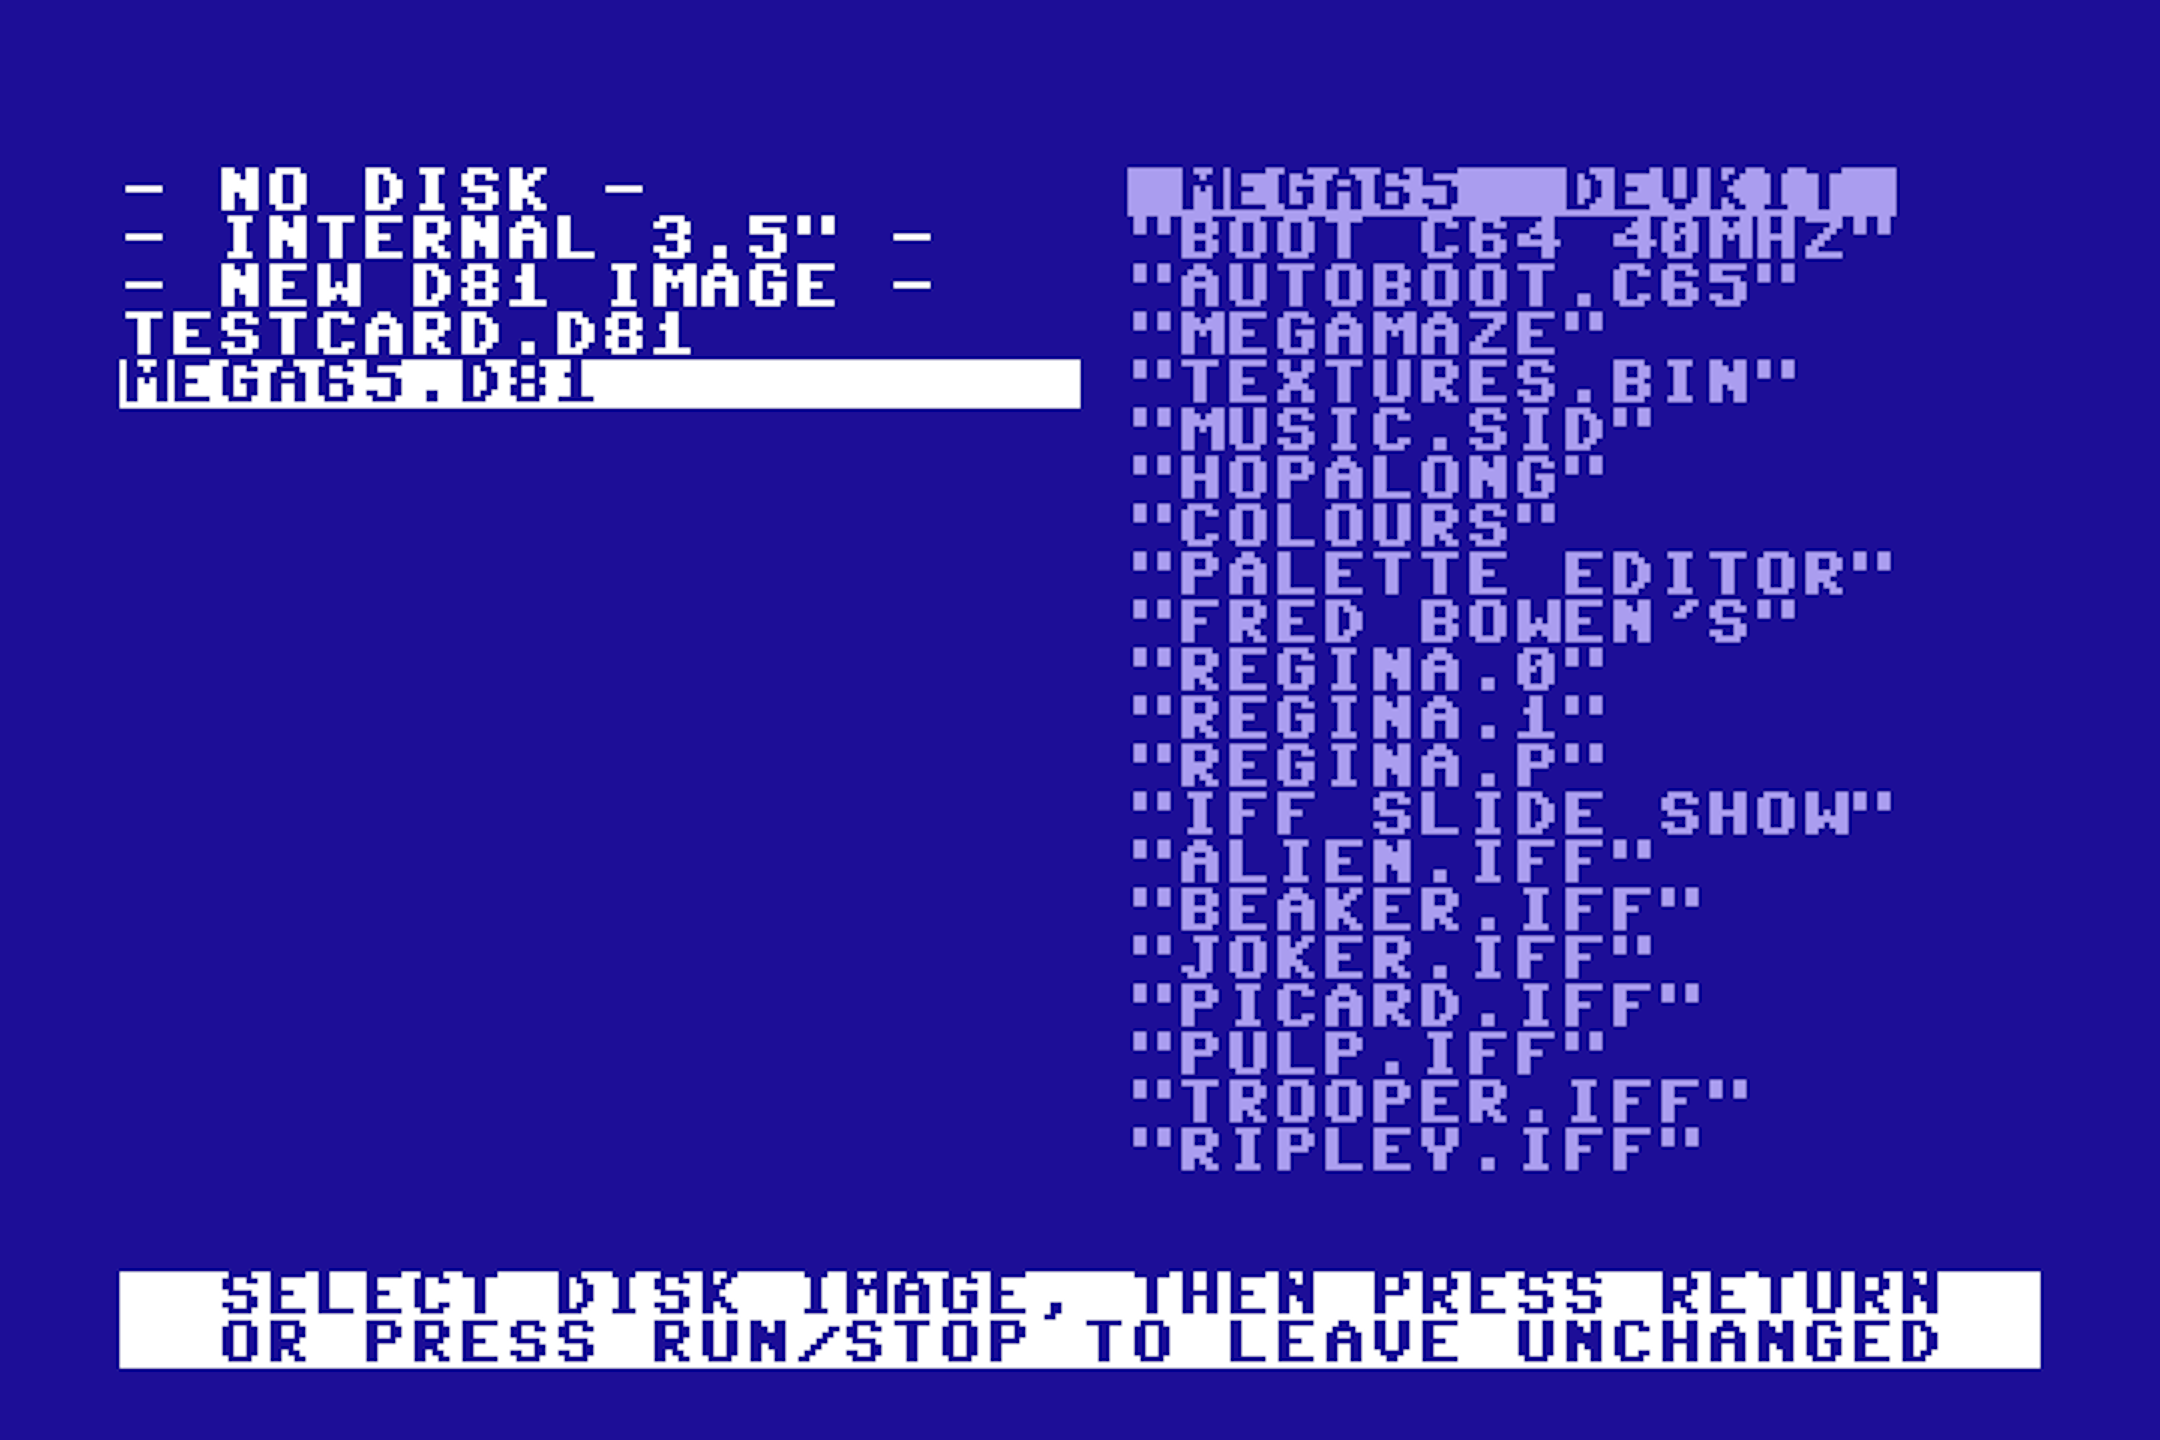 - NO DISK -
- INTERNAL 3.5" -
- NEW D81 IMAGE -
TESTCARD.D81
MEGA65.D81
MEGA65
"BOOT C64 40MHZ"
"AUTOBOOT.C65"
"MEGAMAZE"
"TEXTURES.BIN"
"MUSIC.SID"
"HOPALONG"
"COLOURS"
"PALETTE EDITOR"
"FRED BOWEN'S"
"REGINA.0"
"REGINA.1"
"REGINA.P"
"IFF SLIDE SHOW"
"ALIEN.IFF"
"BEAKER.IFF"
"JOKER.IFF"
"PICARD.IFF"
"PULP.IFF"
"TROOPER.IFF"
"RIPLEY.IFF"
SELECT DISK IMAGE, THEN PRESS RETURN
OR PRESS RUN/STOP TO LEAVE UNCHANGED